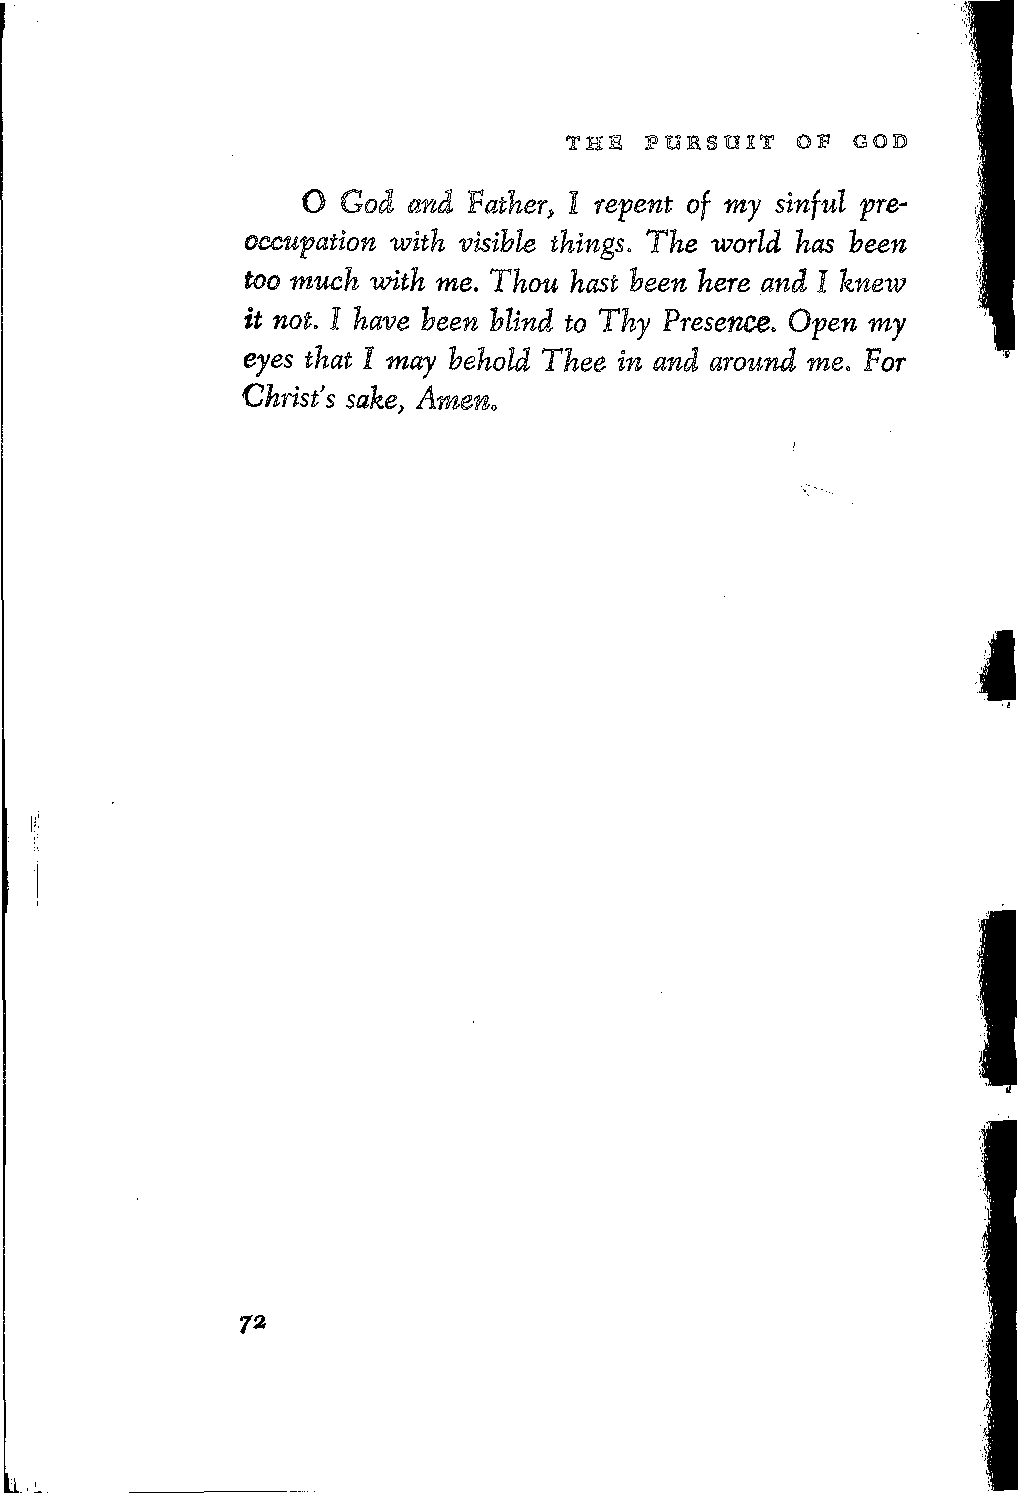 THE PURSUIT OF GOD
O God and Father, I repent of my sinful pre-
occupation with visible things. The world has been
too much with me. Thou hast been here and I knew
it not. I have been blind to Thy Presence. Open my
eyes that I may behold Thee in and around me. For
Christ's sake, Amen.
72